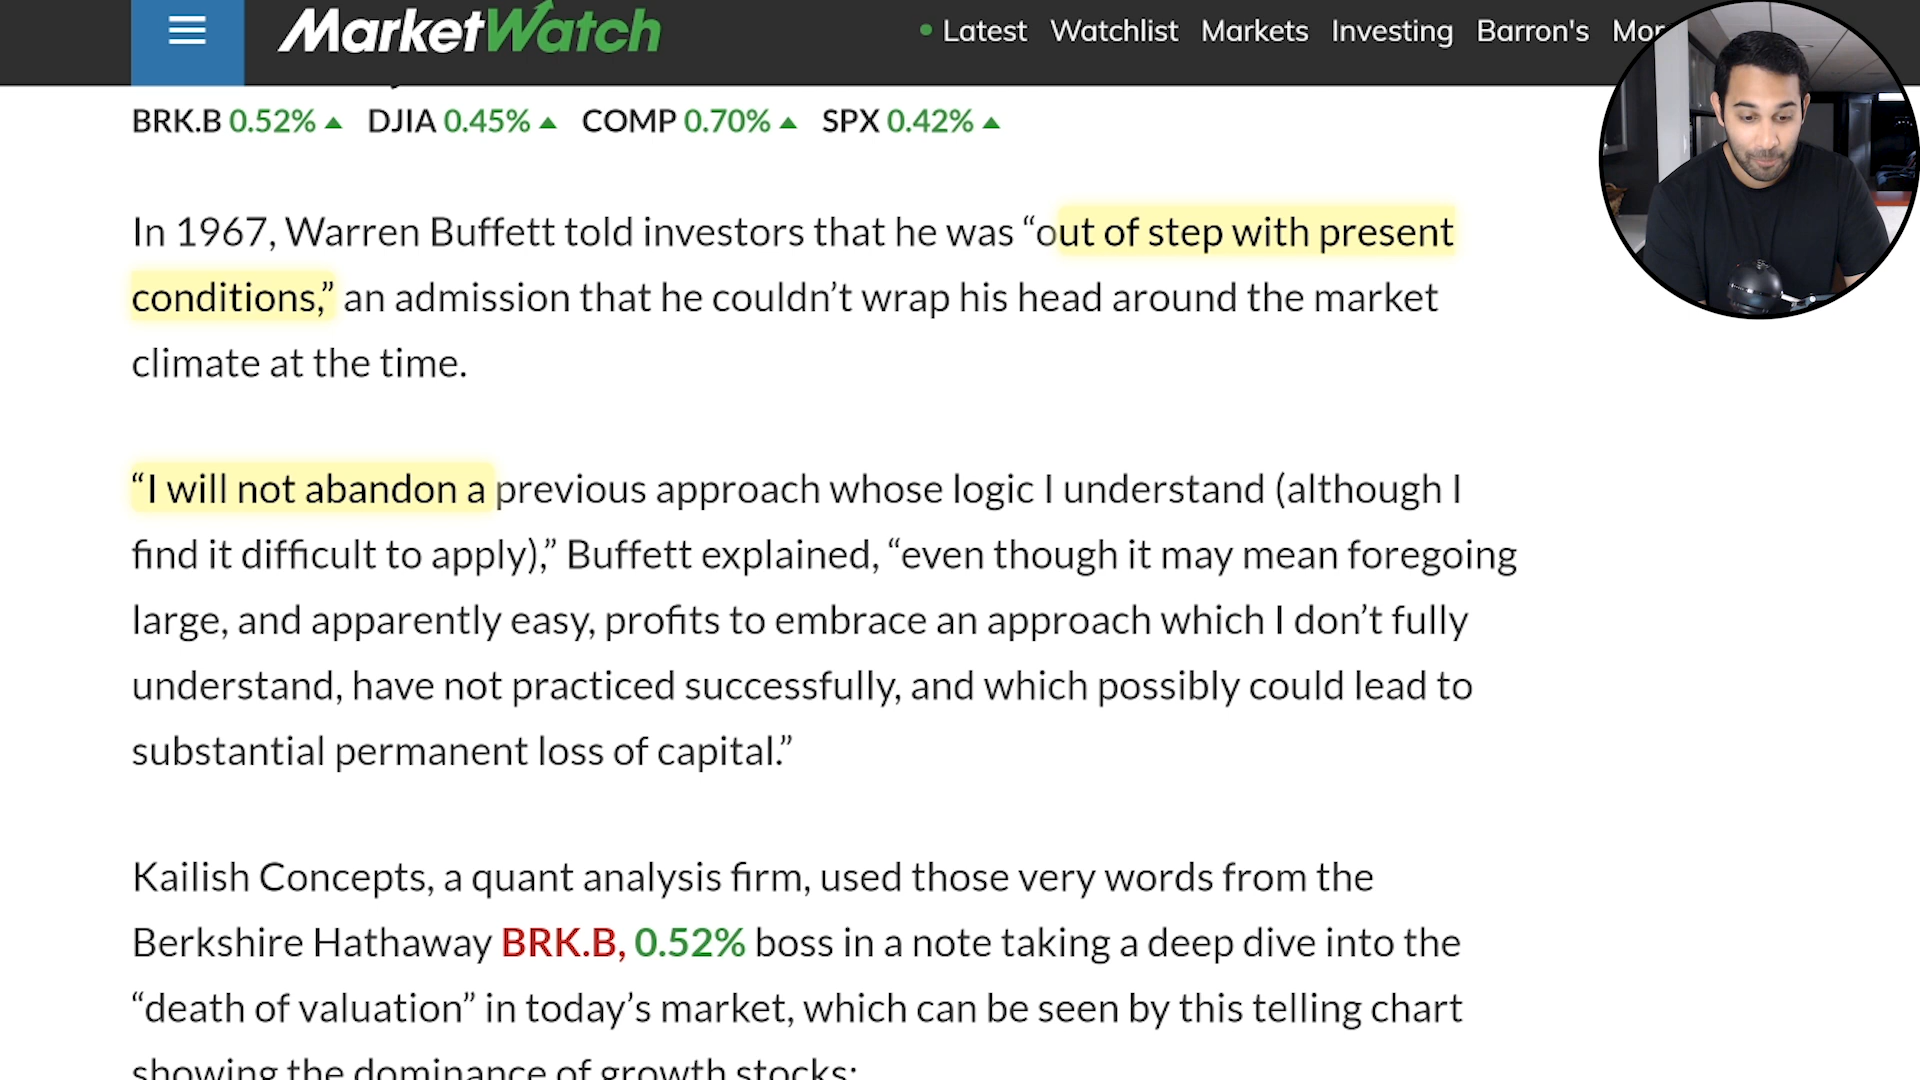 MarketWatch
Latest Watchlist Markets Investing Barron's Mor
BRK.B 0.52% ▲ DJIA 0.45% ▲ COMP 0.70% ▲ SPX 0.42% ▲
In 1967, Warren Buffett told investors that he was “out of step with present
conditions,” an admission that he couldn’t wrap his head around the market
climate at the time.
“I will not abandon a previous approach whose logic I understand (although I
find it difficult to apply),” Buffett explained, “even though it may mean foregoing
large, and apparently easy, profits to embrace an approach which I don’t fully
understand, have not practiced successfully, and which possibly could lead to
substantial permanent loss of capital.”
Kailish Concepts, a quant analysis firm, used those very words from the
Berkshire Hathaway BRK.B, 0.52% boss in a note taking a deep dive into the
“death of valuation” in today’s market, which can be seen by this telling chart
showing the dominance of growth stocks: